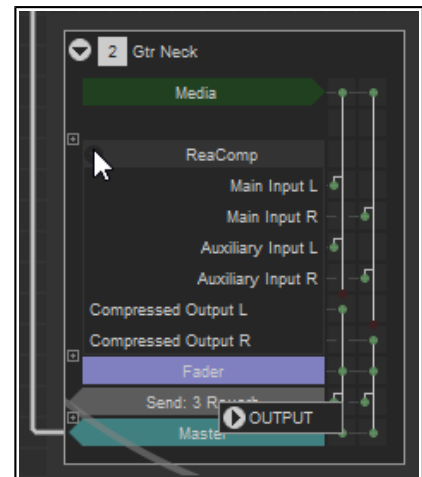 2 Gtr Neck
Media
ReaComp
Main Input L
Main Input R
Auxiliary Input L
Auxiliary Input R
Compressed Output L
Compressed Output R
Fader
Send: 3 Reverb
OUTPUT
Master